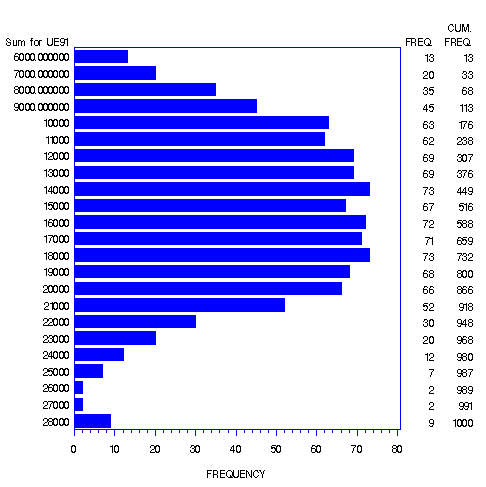 CUM.
Sum for UE91 FREQ. FREQ.
6000.000000 13 13
7000.000000 20 33
8000.000000 35 68
9000.000000 45 113
10000 63 176
11000 62 238
12000 69 307
13000 69 376
14000 73 449
15000 67 516
16000 72 588
17000 71 659
18000 73 732
19000 68 800
20000 66 866
21000 52 918
22000 30 948
23000 20 968
24000 12 980
25000 7 987
26000 2 989
27000 2 991
28000 9 1000
0 10 20 30 40 50 60 70 80
FREQUENCY